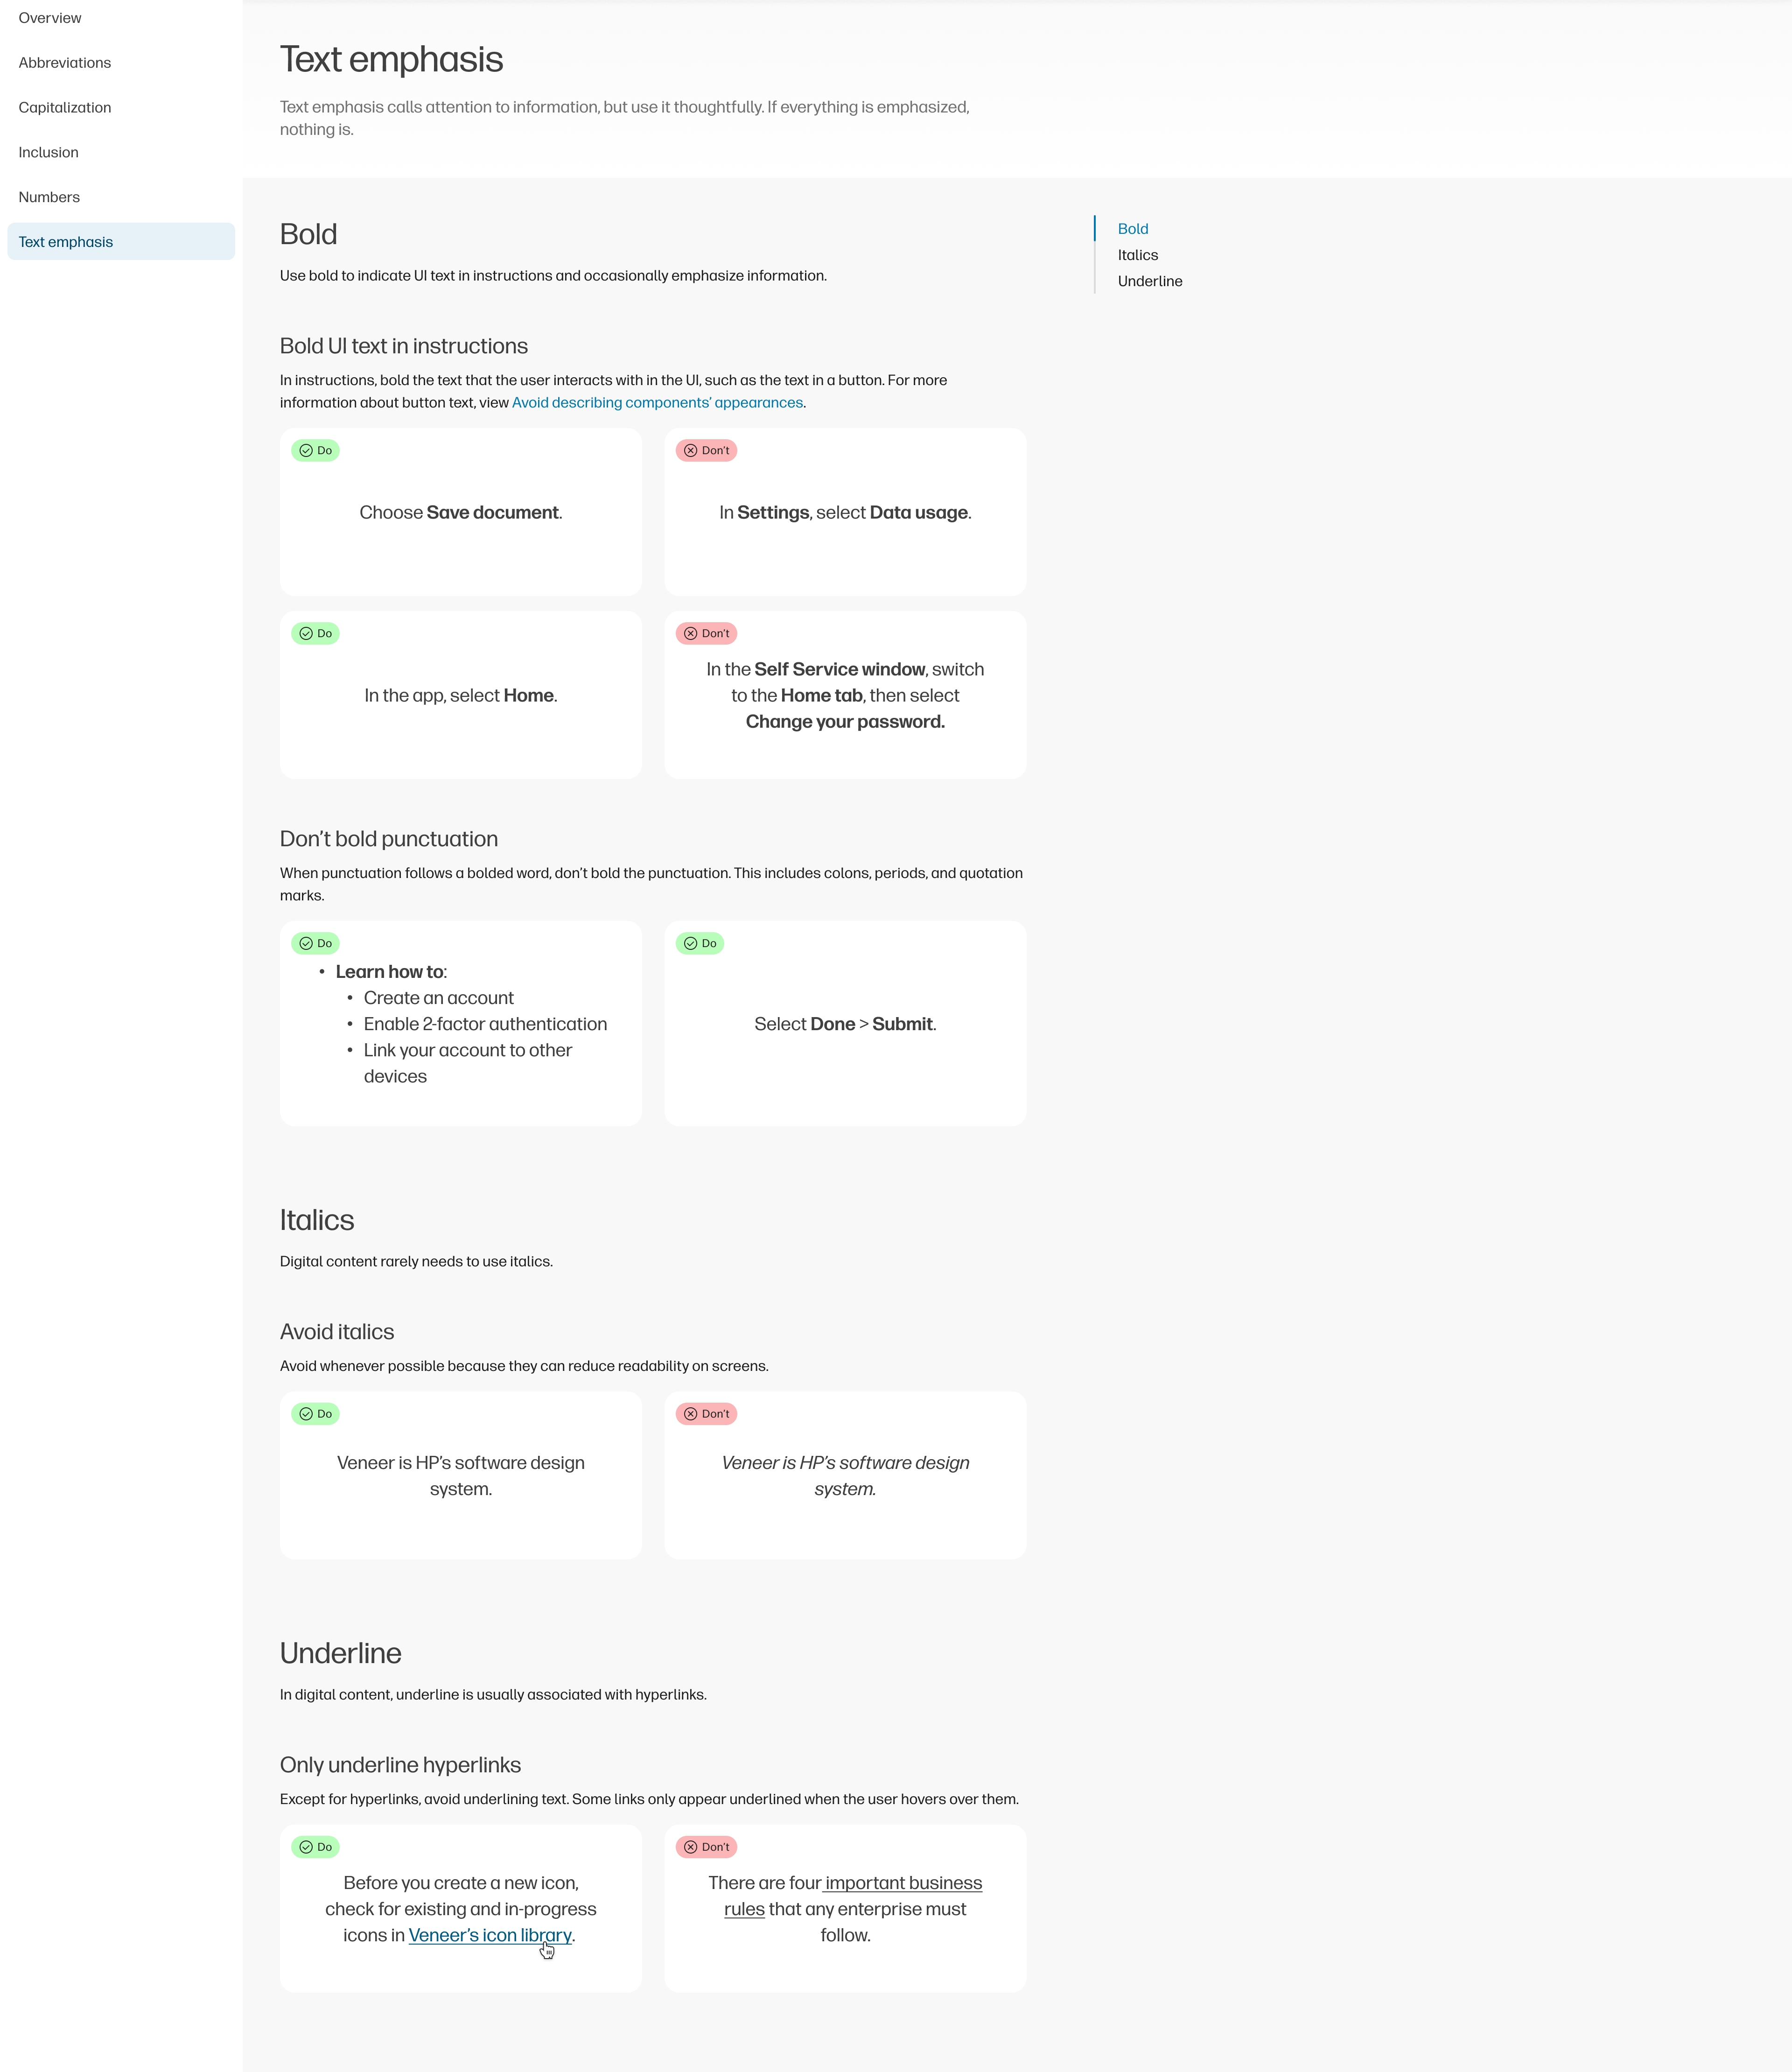 Overview
Abbreviations
Capitalization
Inclusion
Numbers
Text emphasis
Text emphasis
Text emphasis calls attention to information, but use it thoughtfully. If everything is emphasized,
nothing is.
Bold
Italics
Underline
Bold
Use bold to indicate UI text in instructions and occasionally emphasize information.
Bold UI text in instructions
In instructions, bold the text that the user interacts with in the UI, such as the text in a button. For more
information about button text, view Avoid describing components’ appearances.
Do
Choose Save document.
Don’t
In Settings, select Data usage.
Do
In the app, select Home.
Don’t
In the Self Service window, switch
to the Home tab, then select
Change your password.
Don’t bold punctuation
When punctuation follows a bolded word, don’t bold the punctuation. This includes colons, periods, and quotation
marks.
Do
• Learn how to:
• Create an account
• Enable 2-factor authentication
• Link your account to other
devices
Do
Select Done > Submit.
Italics
Digital content rarely needs to use italics.
Avoid italics
Avoid whenever possible because they can reduce readability on screens.
Do
Veneer is HP’s software design
system.
Don’t
Veneer is HP’s software design
system.
Underline
In digital content, underline is usually associated with hyperlinks.
Only underline hyperlinks
Except for hyperlinks, avoid underlining text. Some links only appear underlined when the user hovers over them.
Do
Before you create a new icon,
check for existing and in-progress
icons in Veneer’s icon library.
Don’t
There are four important business
rules that any enterprise must
follow.